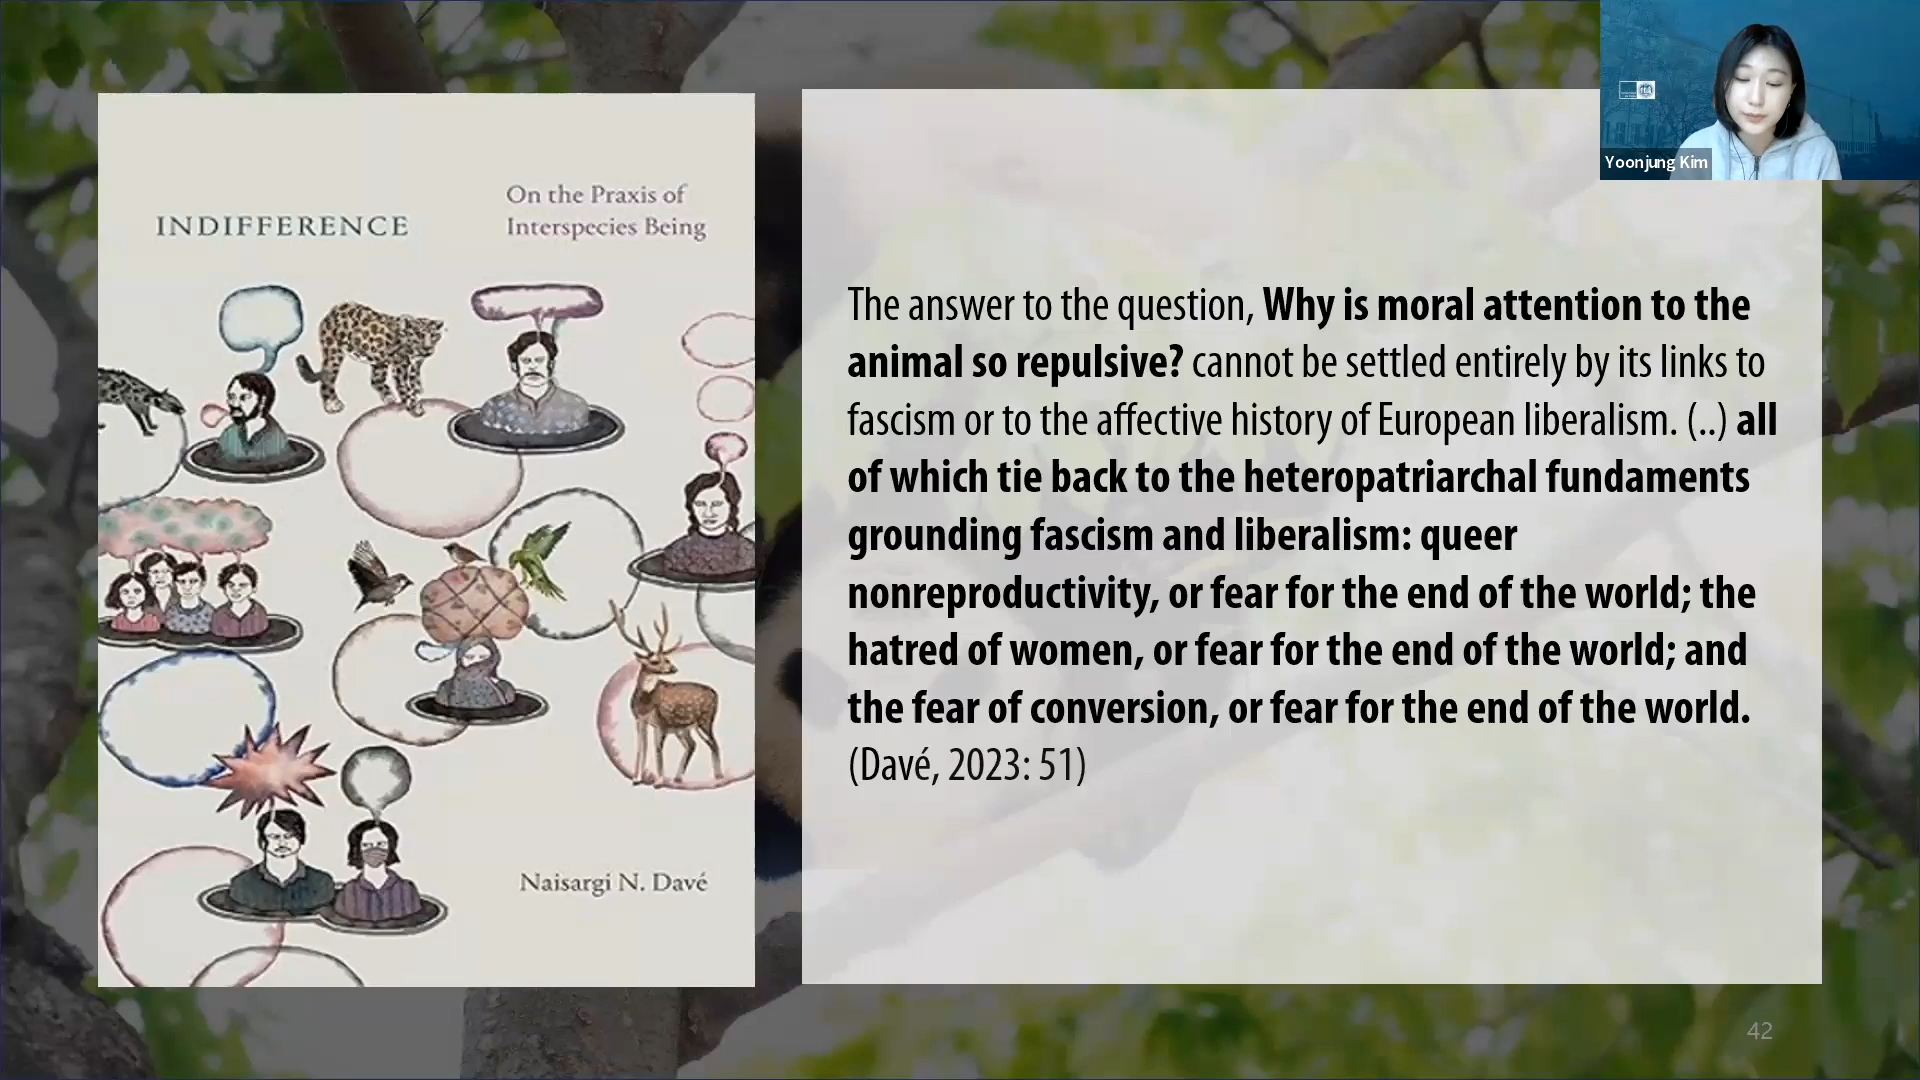 INDIFFERENCE
On the Praxis of
Interspecies Being
Naisargi N. Davé
The answer to the question, Why is moral attention to the
animal so repulsive? cannot be settled entirely by its links to
fascism or to the affective history of European liberalism. (..) all
of which tie back to the heteropatriarchal fundaments
grounding fascism and liberalism: queer
nonreproductivity, or fear for the end of the world; the
hatred of women, or fear for the end of the world; and
the fear of conversion, or fear for the end of the world.
(Davé, 2023: 51)
Yoonjung Kim
42